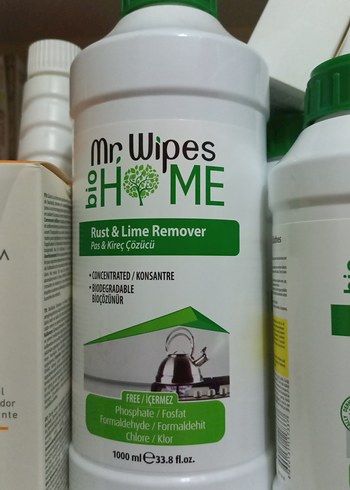 Mr. Wipes
bio HOME
Rust & Lime Remover
Pas & Kireç Çözücü
• CONCENTRATED / KONSANTRE
• BIODEGRADABLE
BİOÇÖZÜNÜR
FREE / İÇERMEZ
Phosphate / Fosfat
Formaldehyde / Formaldehit
Chlore / Klor
1000 ml ℮ 33.8 fl. oz.